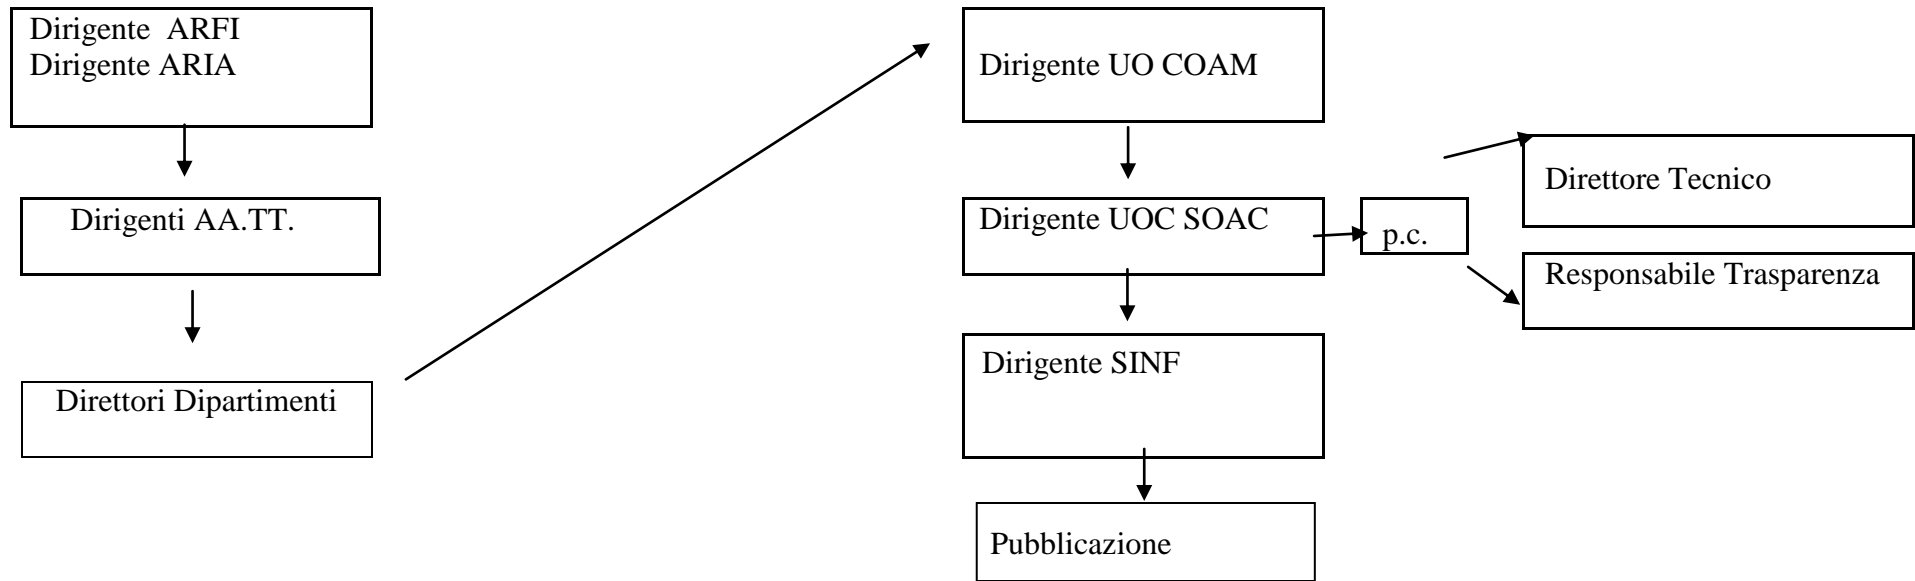 Dirigente ARFI
Dirigente ARIA
Dirigenti AA.TT.
Direttori Dipartimenti
Dirigente UO COAM
Dirigente UOC SOAC
p.c.
Direttore Tecnico
Responsabile Trasparenza
Dirigente SINF
Pubblicazione